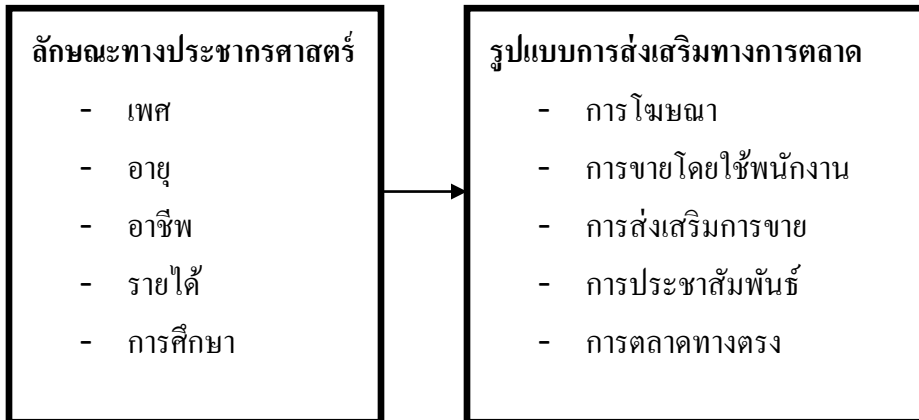 ลักษณะทางประชากรศาสตร์
- เพศ
- อายุ
- อาชีพ
- รายได้
- การศึกษา
รูปแบบการส่งเสริมทางการตลาด
- การโฆษณา
- การขายโดยใช้พนักงาน
- การส่งเสริมการขาย
- การประชาสัมพันธ์
- การตลาดทางตรง